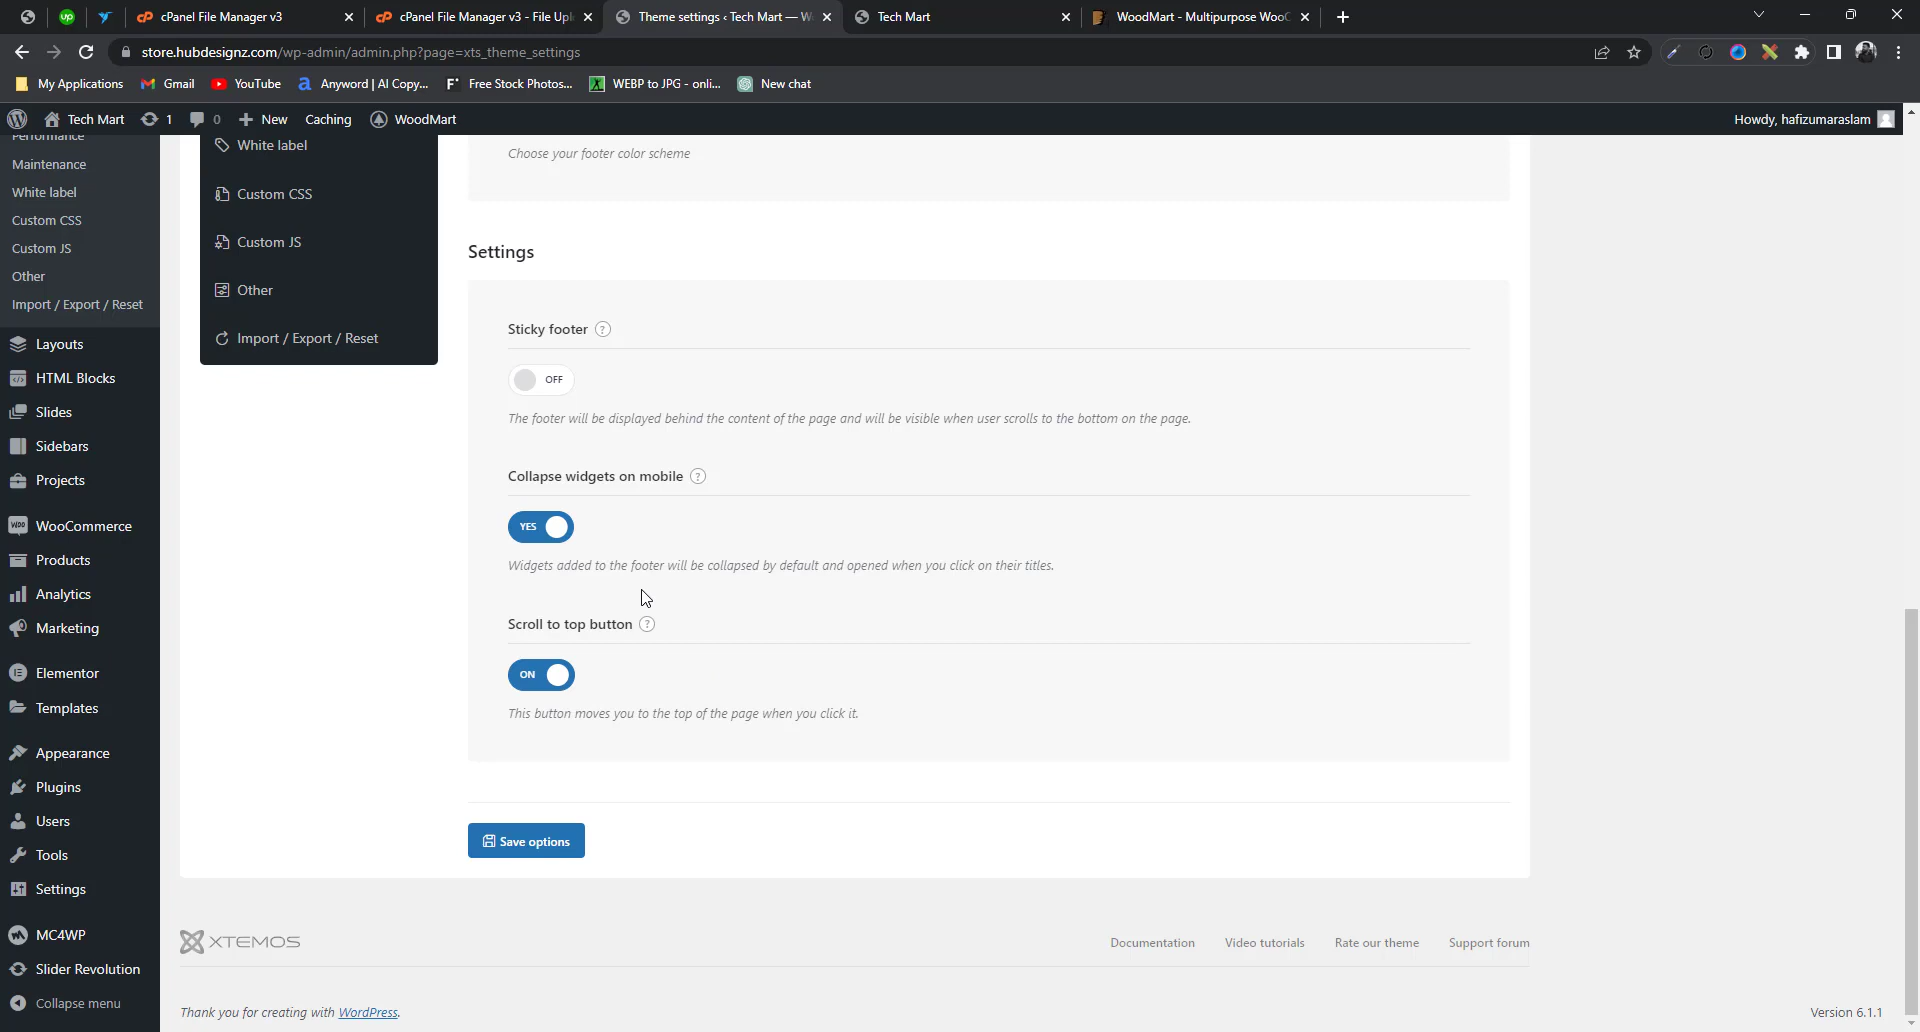 cPanel File Manager v3
cPanel File Manager v3 - File Upl
Theme settings ‹ Tech Mart — W
Tech Mart
WoodMart - Multipurpose WooC
store.hubdesignz.com/wp-admin/admin.php?page=xts_theme_settings
My Applications
Gmail
YouTube
Anyword | AI Copy...
Free Stock Photos...
WEBP to JPG - onli...
New chat
Tech Mart
1
0
New
Caching
WoodMart
Howdy, hafizumaraslam
Performance
Maintenance
White label
Custom CSS
Custom JS
Other
Import / Export / Reset
Layouts
HTML Blocks
Slides
Sidebars
Projects
WooCommerce
Products
Analytics
Marketing
Elementor
Templates
Appearance
Plugins
Users
Tools
Settings
MC4WP
Slider Revolution
Collapse menu
White label
Custom CSS
Custom JS
Other
Import / Export / Reset
Choose your footer color scheme
Settings
Sticky footer ?
OFF
The footer will be displayed behind the content of the page and will be visible when user scrolls to the bottom on the page.
Collapse widgets on mobile ?
YES
Widgets added to the footer will be collapsed by default and opened when you click on their titles.
Scroll to top button ?
ON
This button moves you to the top of the page when you click it.
Save options
XTEMOS
Documentation
Video tutorials
Rate our theme
Support forum
Thank you for creating with WordPress.
Version 6.1.1